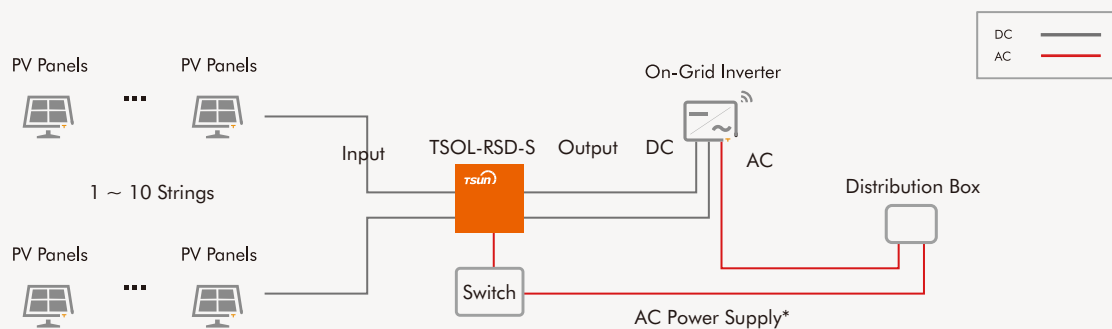 DC
AC
PV Panels
PV Panels
On-Grid Inverter
Input
TSOL-RSD-S
Output
DC
AC
TSUN
1 ~ 10 Strings
Distribution Box
PV Panels
PV Panels
Switch
AC Power Supply*